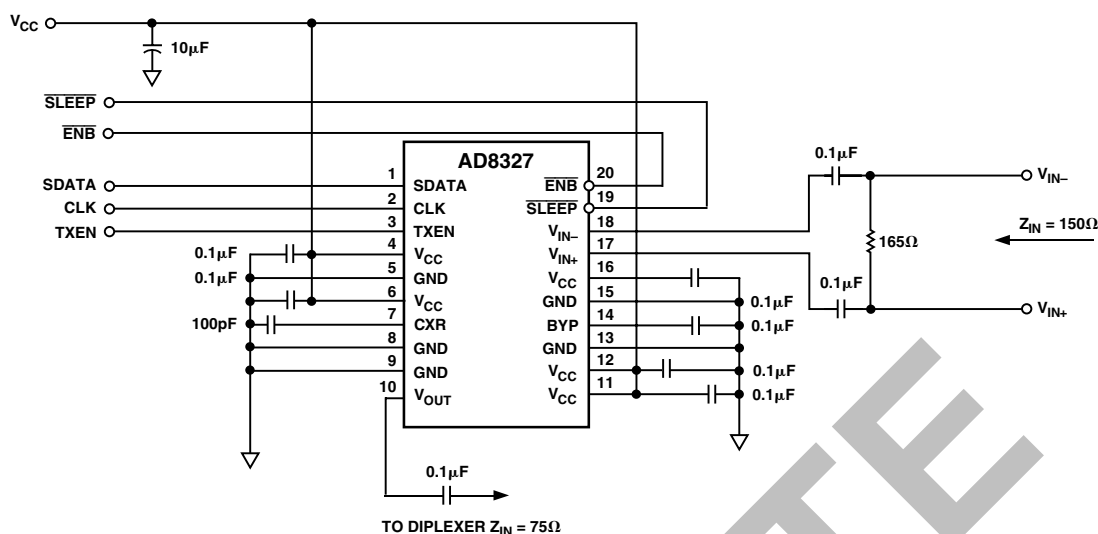 VCC
10µF
SLEEP
ENB
SDATA
CLK
TXEN
0.1µF
0.1µF
100pF
AD8327
1 SDATA
2 CLK
3 TXEN
4 VCC
5 GND
6 VCC
7 CXR
8 GND
9 GND
10 VOUT
ENB 20
SLEEP 19
VIN– 18
VIN+ 17
VCC 16
GND 15
BYP 14
GND 13
VCC 12
VCC 11
0.1µF
0.1µF
0.1µF
0.1µF
0.1µF
0.1µF
165Ω
VIN–
ZIN = 150Ω
VIN+
0.1µF
TO DIPLEXER ZIN = 75Ω